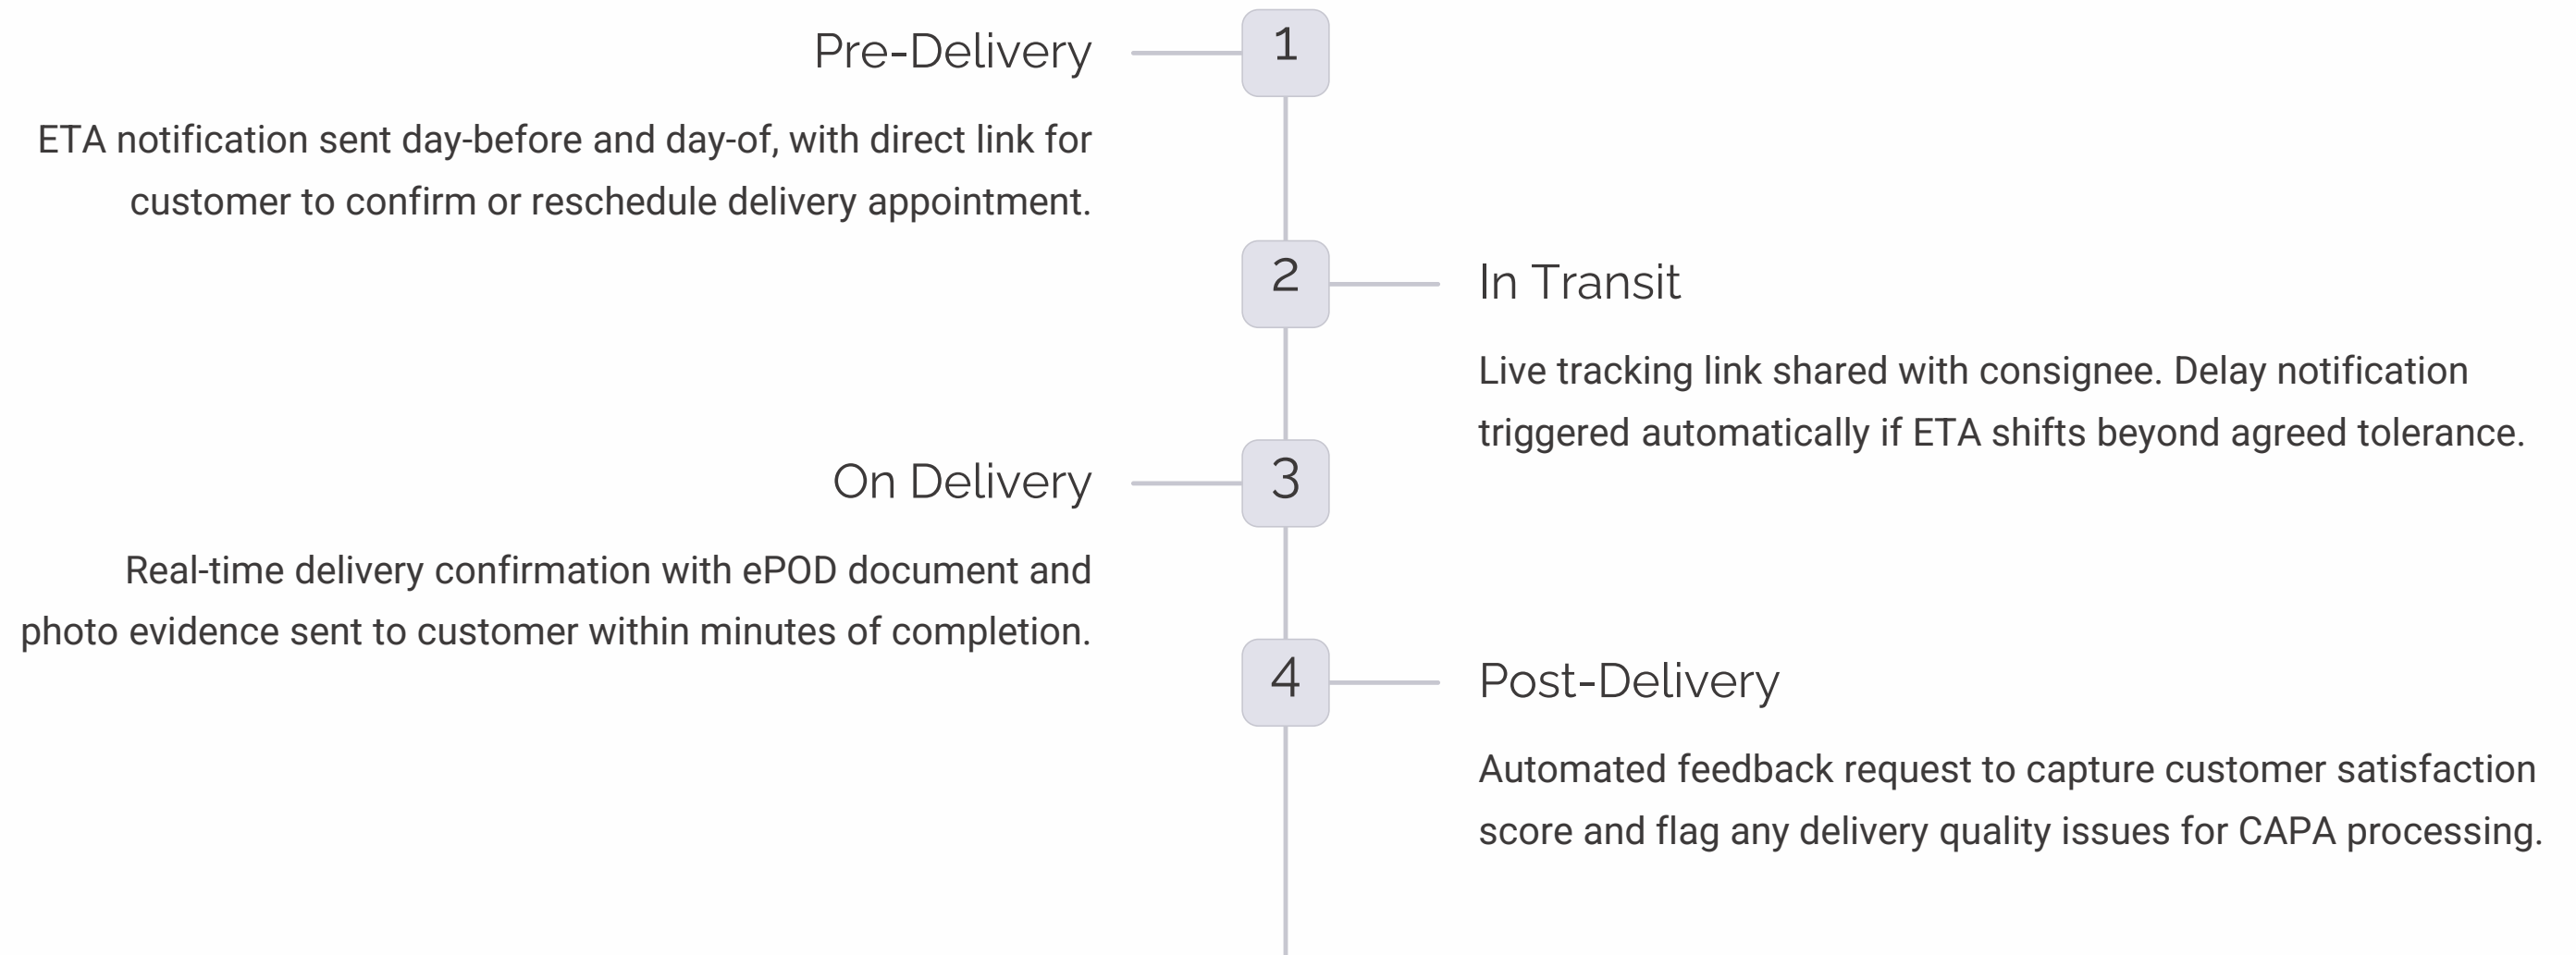 1
Pre-Delivery
ETA notification sent day-before and day-of, with direct link for
customer to confirm or reschedule delivery appointment.
2
In Transit
Live tracking link shared with consignee. Delay notification
triggered automatically if ETA shifts beyond agreed tolerance.
3
On Delivery
Real-time delivery confirmation with ePOD document and
photo evidence sent to customer within minutes of completion.
4
Post-Delivery
Automated feedback request to capture customer satisfaction
score and flag any delivery quality issues for CAPA processing.